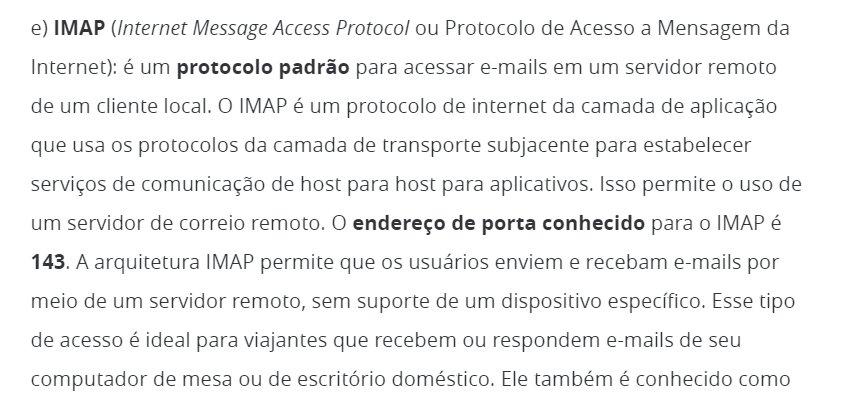 e) IMAP (Internet Message Access Protocol ou Protocolo de Acesso a Mensagem da
Internet): é um protocolo padrão para acessar e-mails em um servidor remoto
de um cliente local. O IMAP é um protocolo de internet da camada de aplicação
que usa os protocolos da camada de transporte subjacente para estabelecer
serviços de comunicação de host para host para aplicativos. Isso permite o uso de
um servidor de correio remoto. O endereço de porta conhecido para o IMAP é
143. A arquitetura IMAP permite que os usuários enviem e recebam e-mails por
meio de um servidor remoto, sem suporte de um dispositivo específico. Esse tipo
de acesso é ideal para viajantes que recebem ou respondem e-mails de seu
computador de mesa ou de escritório doméstico. Ele também é conhecido como